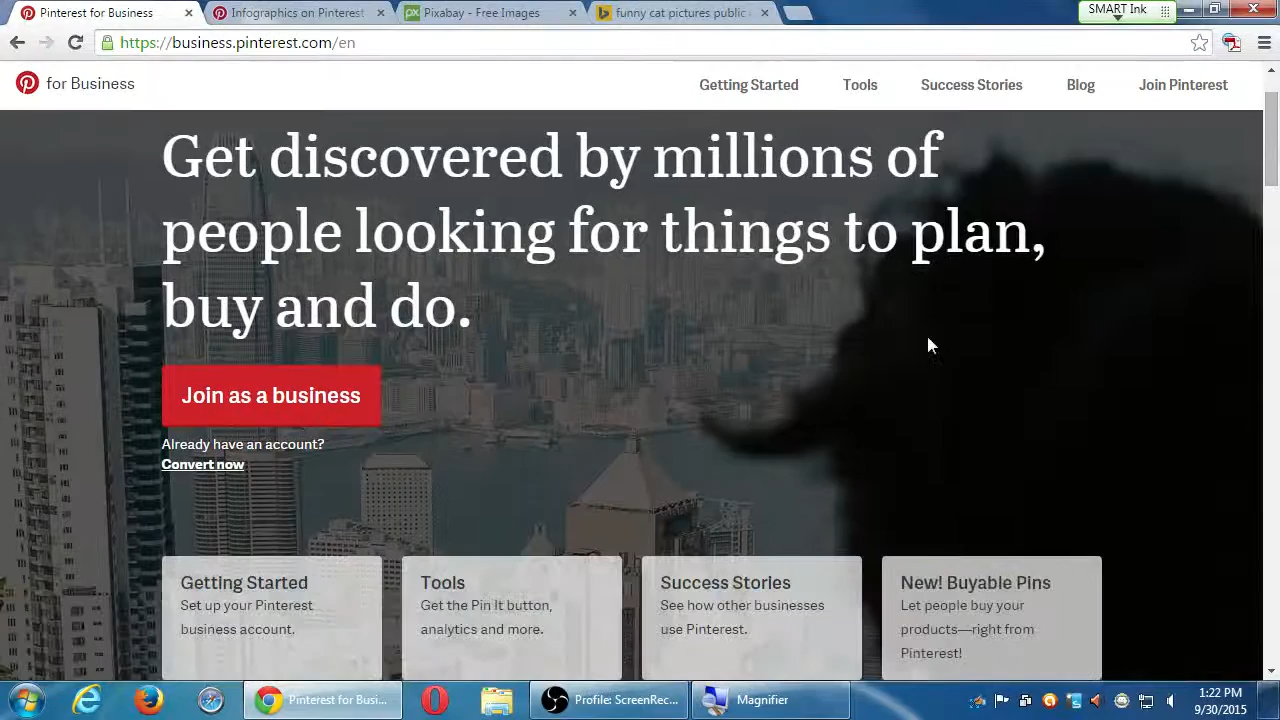 Pinterest for Business
Infographics on Pinterest
Pixabay - Free Images
funny cat pictures public
SMART Ink
https://business.pinterest.com/en
for Business
Getting Started
Tools
Success Stories
Blog
Join Pinterest
Get discovered by millions of
people looking for things to plan,
buy and do.
Join as a business
Already have an account?
Convert now
Getting Started
Set up your Pinterest
business account.
Tools
Get the Pin It button,
analytics and more.
Success Stories
See how other businesses
use Pinterest.
New! Buyable Pins
Let people buy your
products—right from
Pinterest!
Pinterest for Busi...
Profile: ScreenRec...
Magnifier
1:22 PM
9/30/2015